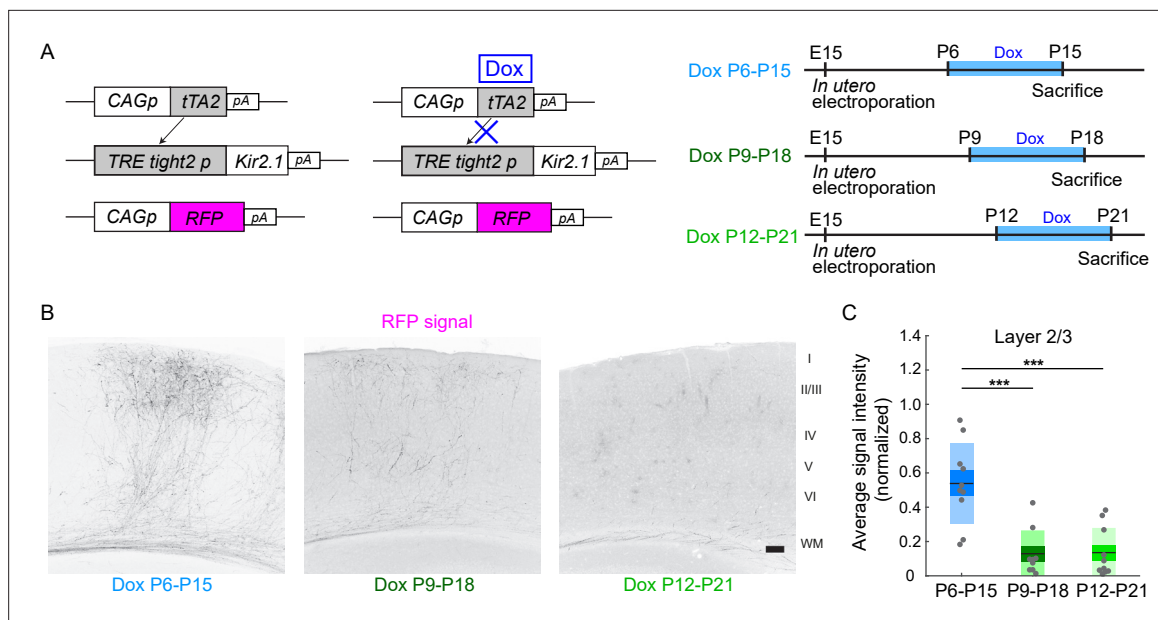 A
Dox
CAGp tTA2 pA
CAGp tTA2 pA
TRE tight2 p Kir2.1 pA
TRE tight2 p Kir2.1 pA
CAGp RFP pA
CAGp RFP pA
E15 P6 Dox P15
Dox P6-P15
In utero
electroporation
Sacrifice
E15 P9 Dox P18
Dox P9-P18
In utero
electroporation
Sacrifice
E15 P12 Dox P21
Dox P12-P21
In utero
electroporation
Sacrifice
B
RFP signal
I
II/III
IV
V
VI
WM
Dox P6-P15
Dox P9-P18
Dox P12-P21
C
Layer 2/3
Average signal intensity
(normalized)
1.4
1.2
1.0
0.8
0.6
0.4
0.2
0
***
***
P6-P15 P9-P18 P12-P21